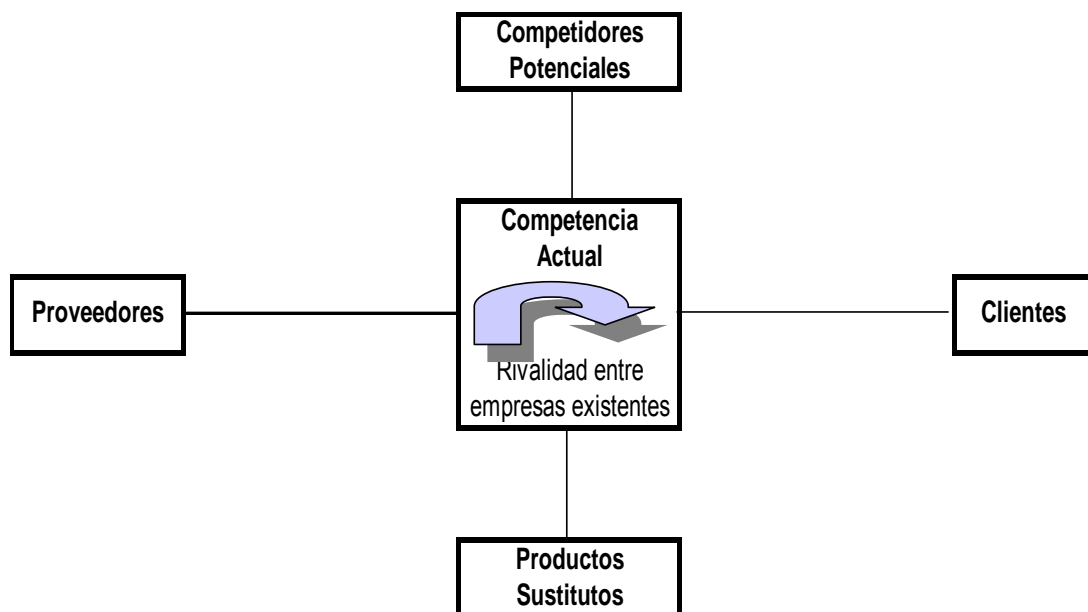 Competidores
Potenciales
Competencia
Actual
Proveedores
Clientes
Rivalidad entre
empresas existentes
Productos
Sustitutos